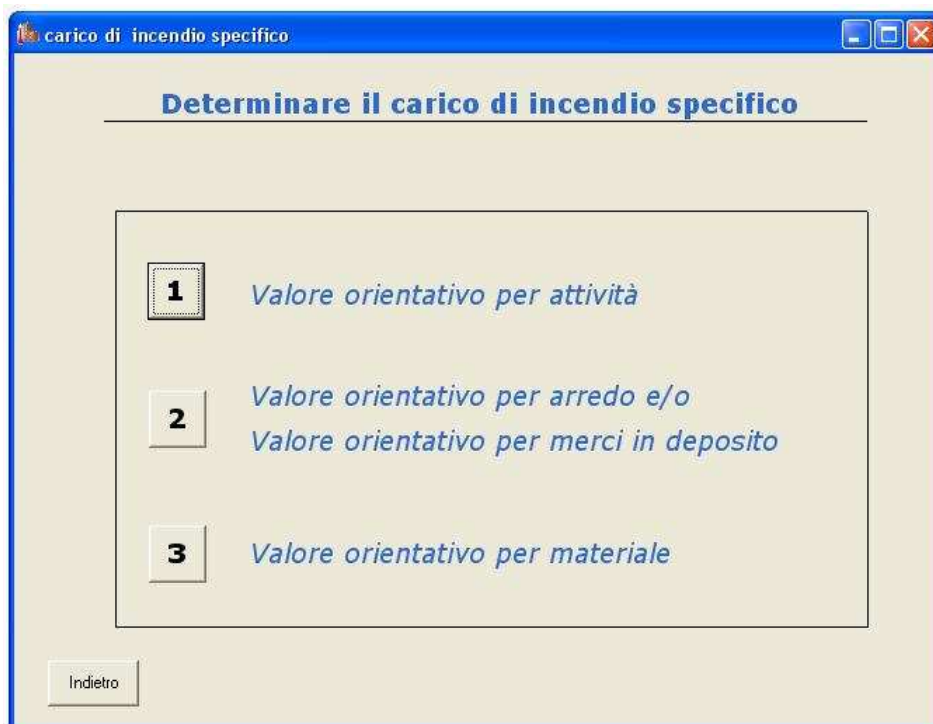 carico di incendio specifico
Determinare il carico di incendio specifico
1 Valore orientativo per attività
2 Valore orientativo per arredo e/o
Valore orientativo per merci in deposito
3 Valore orientativo per materiale
Indietro